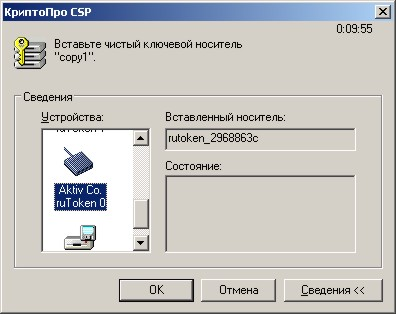 КриптоПро CSP
0:09:55
Вставьте чистый ключевой носитель
"copy1".
Сведения
Устройства:
Вставленный носитель:
Aktiv Co.
ruToken 0
rutoken_2968863c
Состояние:
OK
Отмена
Сведения <<